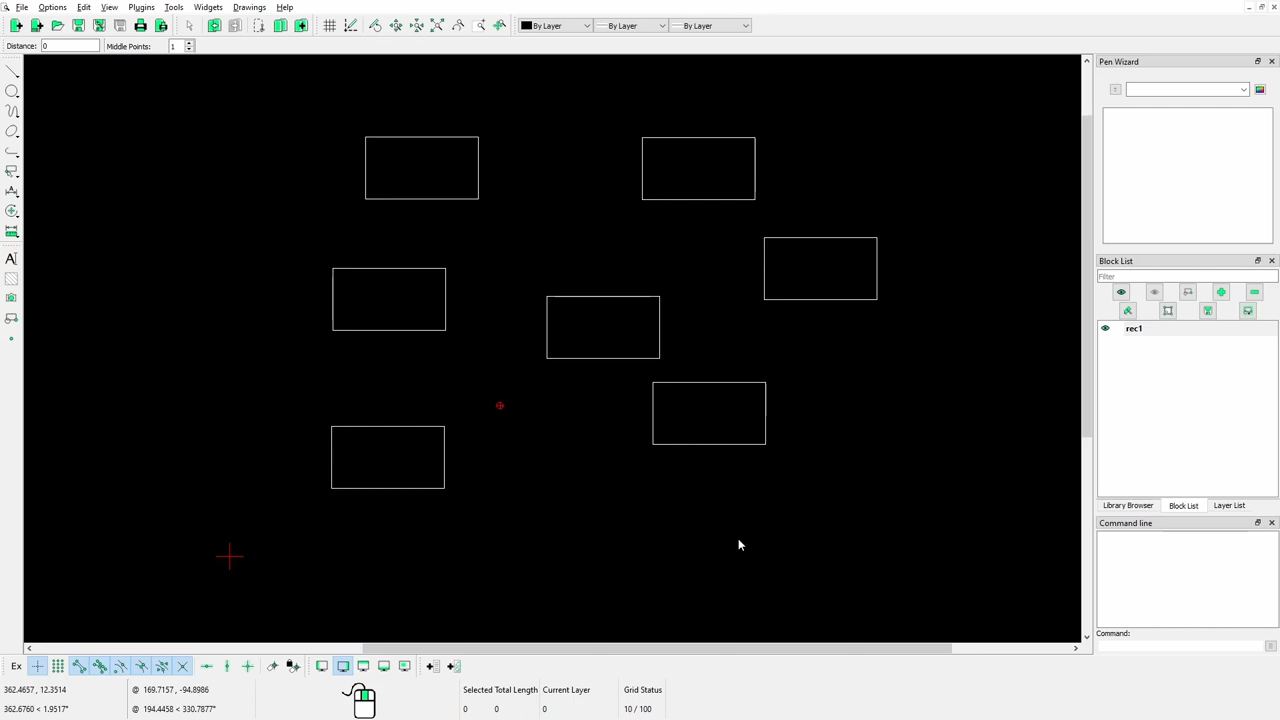 File Options Edit View Plugins Tools Widgets Drawings Help
By Layer By Layer By Layer
Distance: 0 Middle Points: 1
Pen Wizard
Block List
Filter
rec1
Library Browser Block List Layer List
Command line
Command:
Ex
362.4657 , 12.3514 @ 169.7157 , -94.8986 Selected Total Length Current Layer Grid Status
362.6760 < 1.9517° @ 194.4458 < 330.7877° 0 0 0 10 / 100